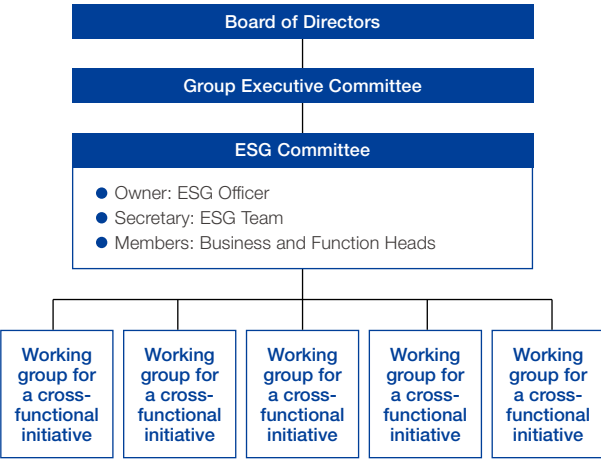 Board of Directors
Group Executive Committee
ESG Committee
● Owner: ESG Officer
● Secretary: ESG Team
● Members: Business and Function Heads
Working
group for
a cross-
functional
initiative
Working
group for
a cross-
functional
initiative
Working
group for
a cross-
functional
initiative
Working
group for
a cross-
functional
initiative
Working
group for
a cross-
functional
initiative